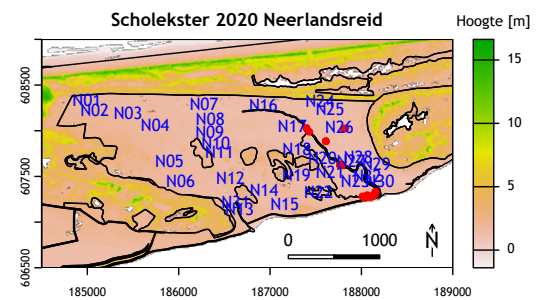 Scholekster 2020 Neerlandsreid
Hoogte [m]
608500
607500
606500
N01
N02
N03
N04
N05
N06
N07
N08
N09
N10
N11
N12
N13
N14
N15
N16
N17
N18
N19
N22
N24
N25
N26
N28
N29
N30
N31
0 1000
N
185000 186000 187000 188000 189000
15
10
5
0